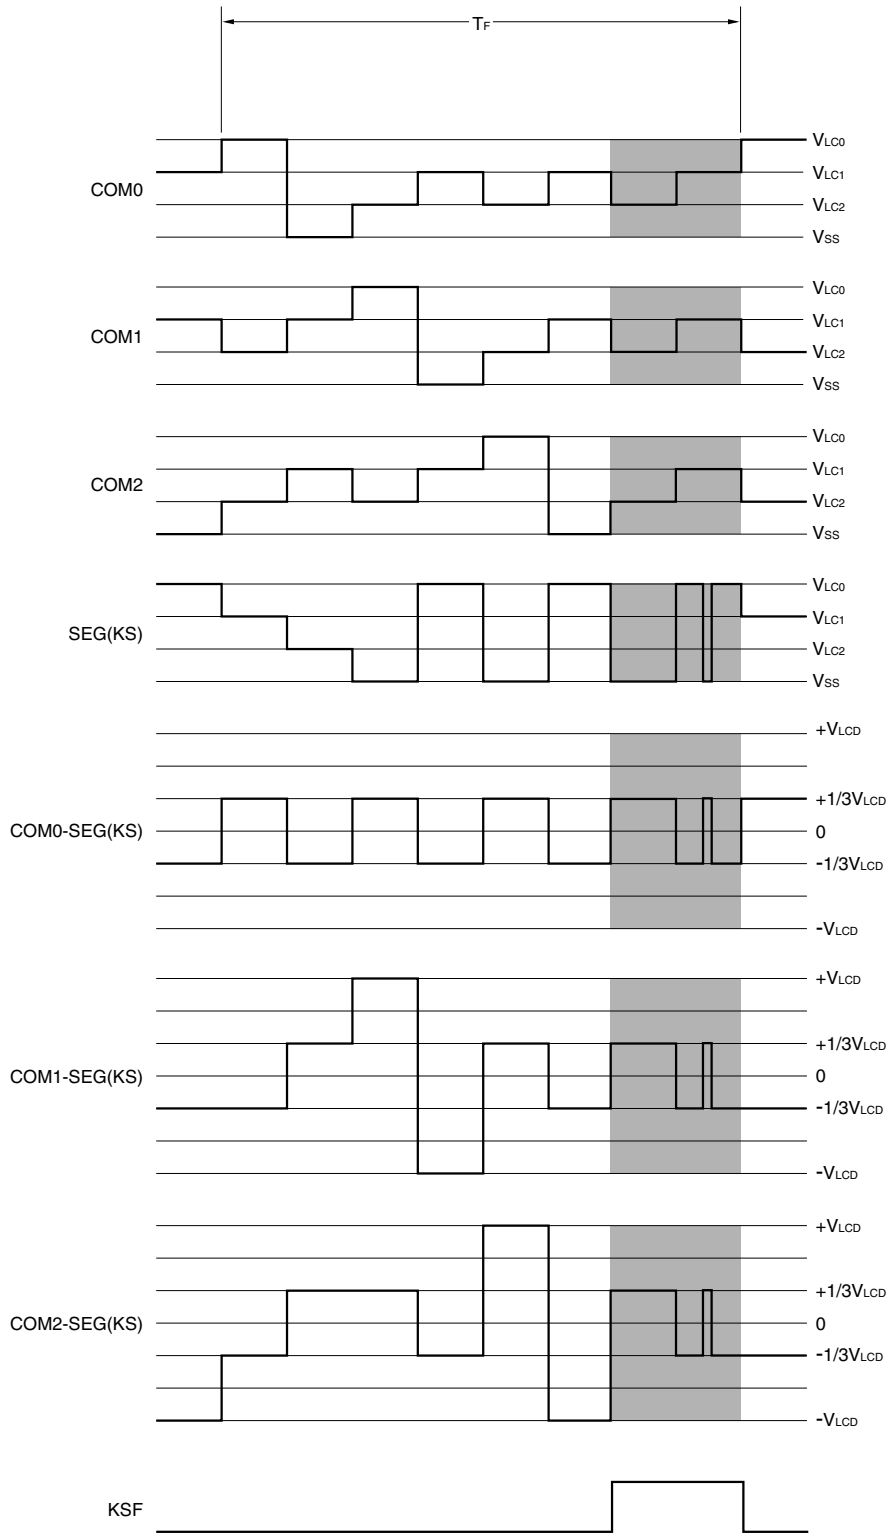 TF
VLC0
VLC1
COM0
VLC2
VSS
VLC0
VLC1
COM1
VLC2
VSS
VLC0
VLC1
COM2
VLC2
VSS
VLC0
VLC1
SEG(KS)
VLC2
VSS
+VLCD
+1/3VLCD
COM0-SEG(KS)
0
-1/3VLCD
-VLCD
+VLCD
+1/3VLCD
COM1-SEG(KS)
0
-1/3VLCD
-VLCD
+VLCD
+1/3VLCD
COM2-SEG(KS)
0
-1/3VLCD
-VLCD
KSF